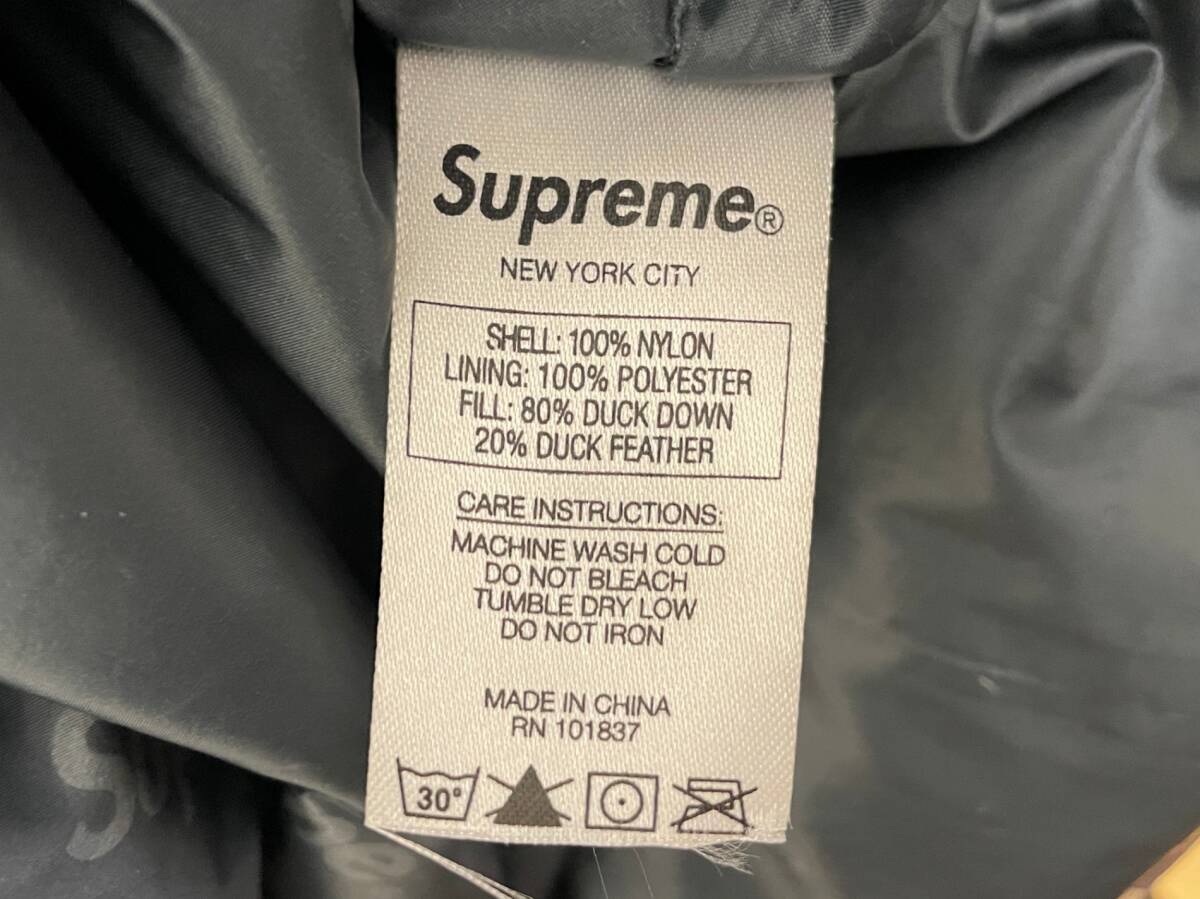 Supreme®
NEW YORK CITY
SHELL: 100% NYLON
LINING: 100% POLYESTER
FILL: 80% DUCK DOWN
20% DUCK FEATHER
CARE INSTRUCTIONS:
MACHINE WASH COLD
DO NOT BLEACH
TUMBLE DRY LOW
DO NOT IRON
MADE IN CHINA
RN 101837
30°